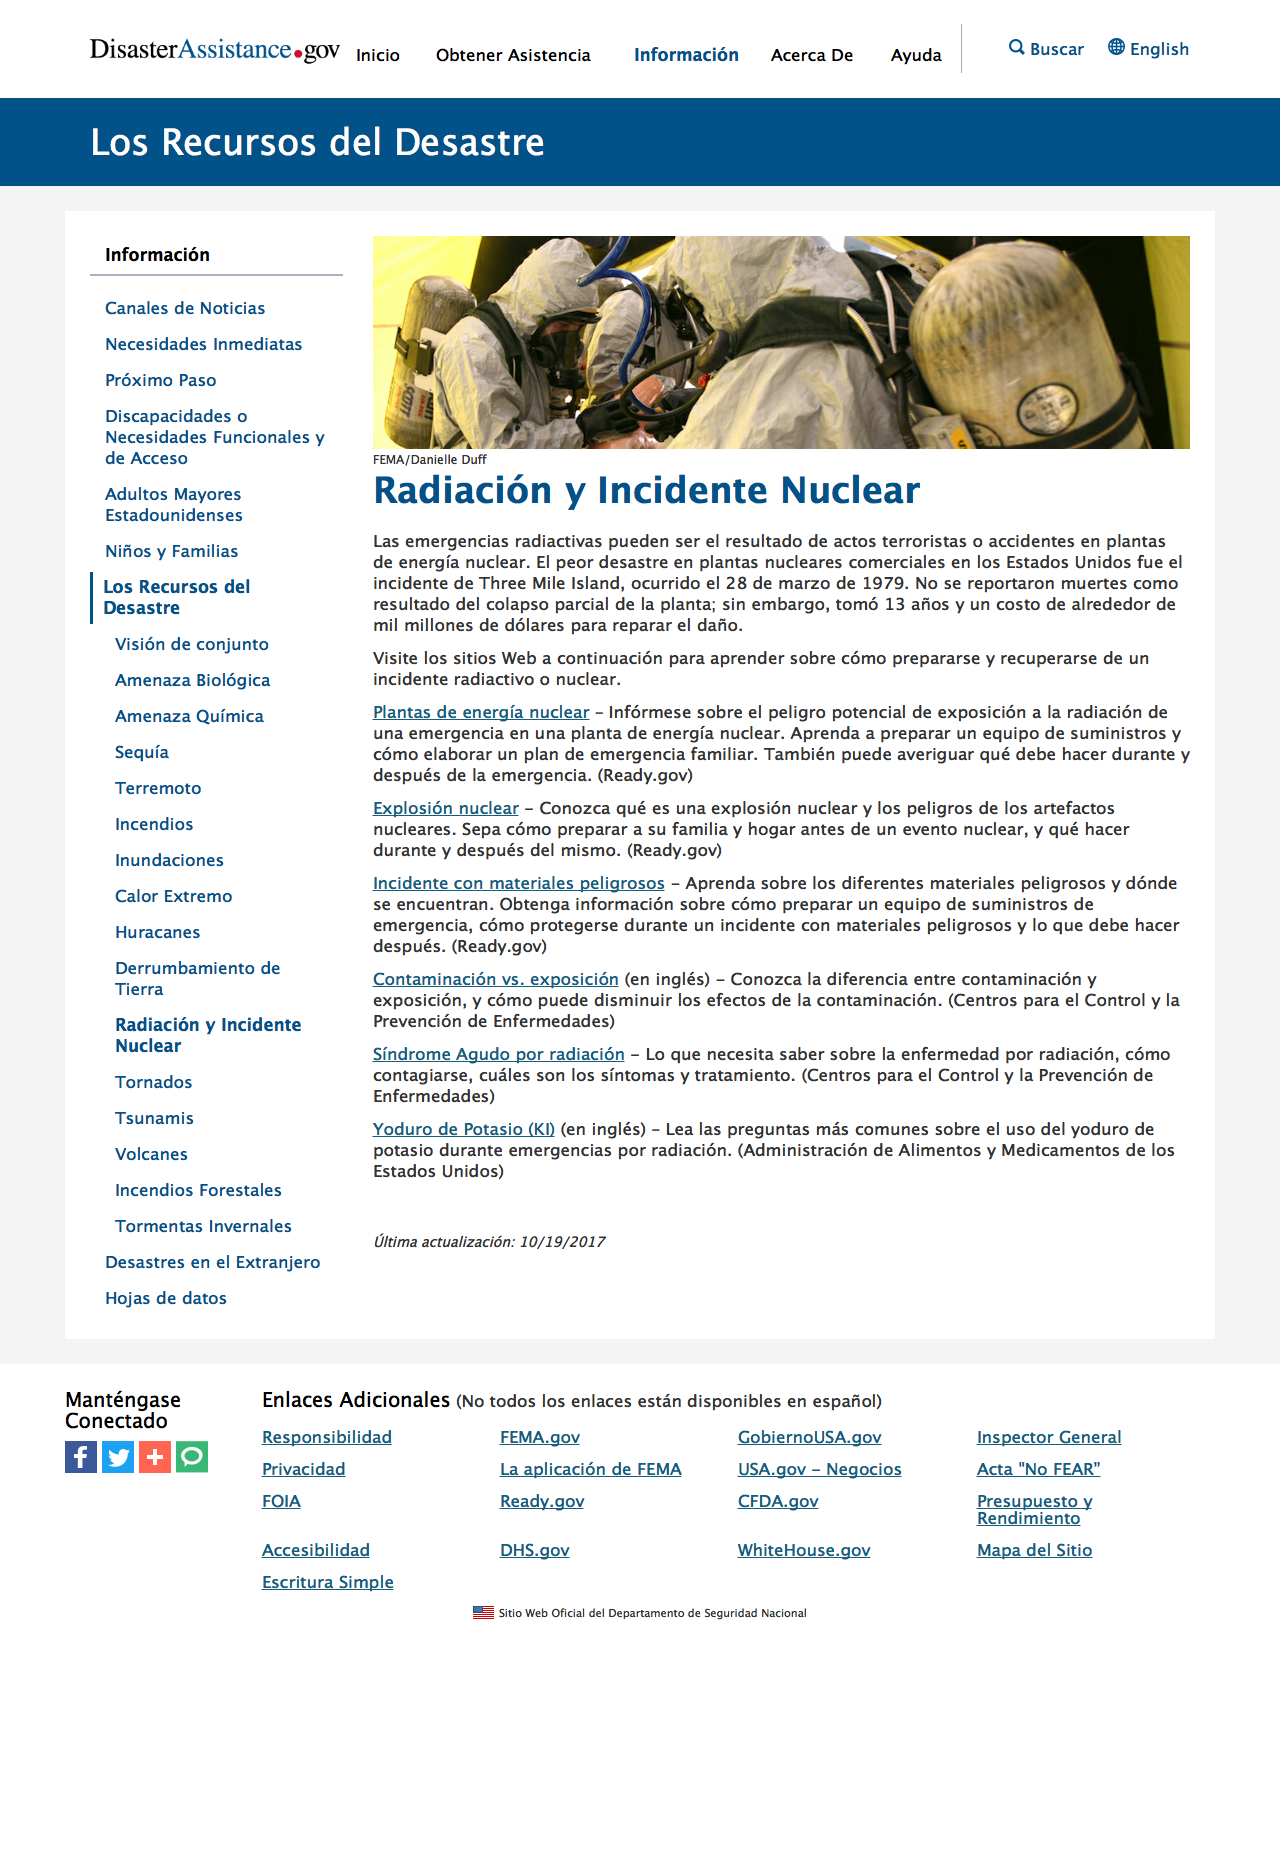 DisasterAssistance.gov
Inicio
Obtener Asistencia
Información
Acerca De
Ayuda
Buscar
English
Los Recursos del Desastre
Información
Canales de Noticias
Necesidades Inmediatas
Próximo Paso
Discapacidades o
Necesidades Funcionales y
de Acceso
Adultos Mayores
Estadounidenses
Niños y Familias
Los Recursos del
Desastre
Visión de conjunto
Amenaza Biológica
Amenaza Química
Sequía
Terremoto
Incendios
Inundaciones
Calor Extremo
Huracanes
Derrumbamiento de
Tierra
Radiación y Incidente
Nuclear
Tornados
Tsunamis
Volcanes
Incendios Forestales
Tormentas Invernales
Desastres en el Extranjero
Hojas de datos
FEMA/Danielle Duff
Radiación y Incidente Nuclear
Las emergencias radiactivas pueden ser el resultado de actos terroristas o accidentes en plantas
de energía nuclear. El peor desastre en plantas nucleares comerciales en los Estados Unidos fue el
incidente de Three Mile Island, ocurrido el 28 de marzo de 1979. No se reportaron muertes como
resultado del colapso parcial de la planta; sin embargo, tomó 13 años y un costo de alrededor de
mil millones de dólares para reparar el daño.
Visite los sitios Web a continuación para aprender sobre cómo prepararse y recuperarse de un
incidente radiactivo o nuclear.
Plantas de energía nuclear – Infórmese sobre el peligro potencial de exposición a la radiación de
una emergencia en una planta de energía nuclear. Aprenda a preparar un equipo de suministros y
cómo elaborar un plan de emergencia familiar. También puede averiguar qué debe hacer durante y
después de la emergencia. (Ready.gov)
Explosión nuclear – Conozca qué es una explosión nuclear y los peligros de los artefactos
nucleares. Sepa cómo preparar a su familia y hogar antes de un evento nuclear, y qué hacer
durante y después del mismo. (Ready.gov)
Incidente con materiales peligrosos – Aprenda sobre los diferentes materiales peligrosos y dónde
se encuentran. Obtenga información sobre cómo preparar un equipo de suministros de
emergencia, cómo protegerse durante un incidente con materiales peligrosos y lo que debe hacer
después. (Ready.gov)
Contaminación vs. exposición (en inglés) – Conozca la diferencia entre contaminación y
exposición, y cómo puede disminuir los efectos de la contaminación. (Centros para el Control y la
Prevención de Enfermedades)
Síndrome Agudo por radiación – Lo que necesita saber sobre la enfermedad por radiación, cómo
contagiarse, cuáles son los síntomas y tratamiento. (Centros para el Control y la Prevención de
Enfermedades)
Yoduro de Potasio (KI) (en inglés) – Lea las preguntas más comunes sobre el uso del yoduro de
potasio durante emergencias por radiación. (Administración de Alimentos y Medicamentos de los
Estados Unidos)
Última actualización: 10/19/2017
Manténgase
Conectado
Enlaces Adicionales (No todos los enlaces están disponibles en español)
Responsibilidad
FEMA.gov
GobiernoUSA.gov
Inspector General
Privacidad
La aplicación de FEMA
USA.gov – Negocios
Acta "No FEAR"
FOIA
Ready.gov
CFDA.gov
Presupuesto y
Rendimiento
Accesibilidad
DHS.gov
WhiteHouse.gov
Mapa del Sitio
Escritura Simple
Sitio Web Oficial del Departamento de Seguridad Nacional